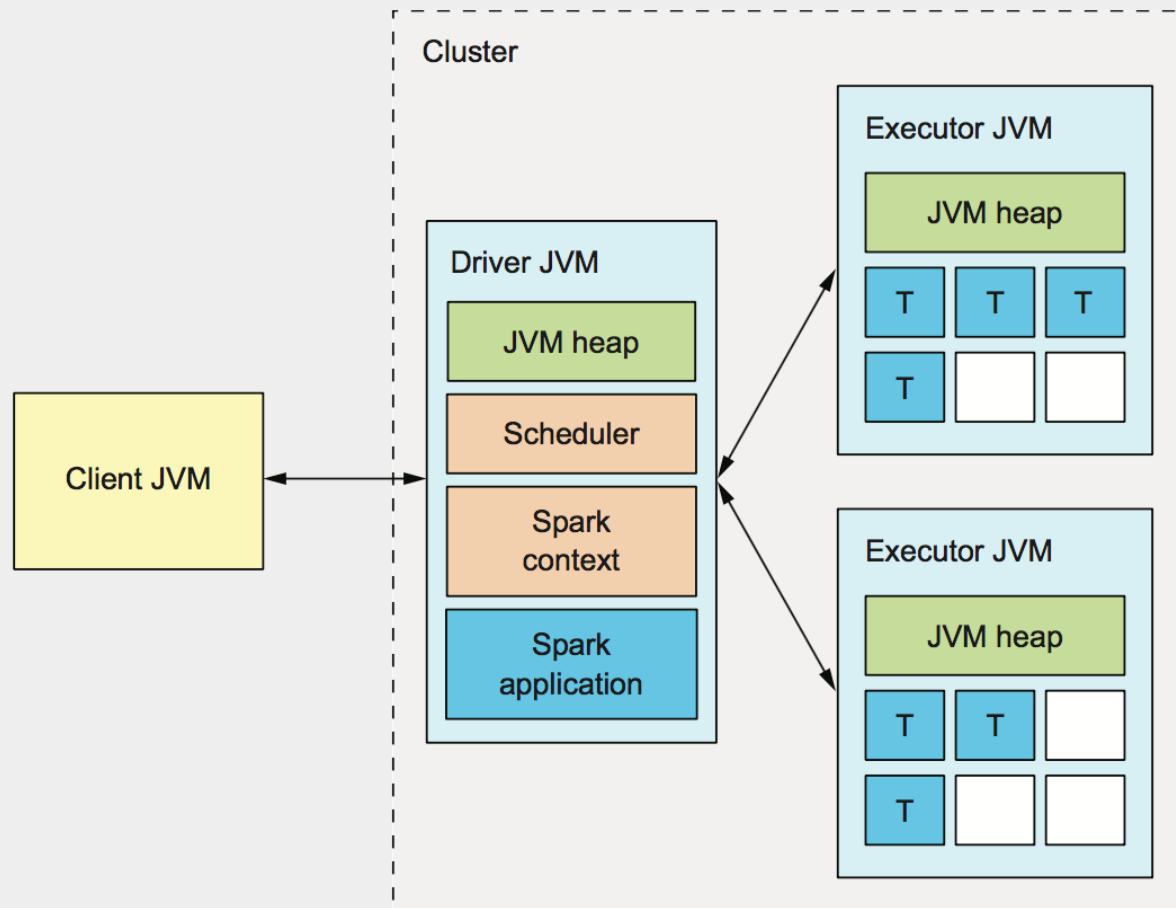 Cluster
Client JVM
Driver JVM
JVM heap
Scheduler
Spark
context
Spark
application
Executor JVM
JVM heap
T T T
T
Executor JVM
JVM heap
T T
T